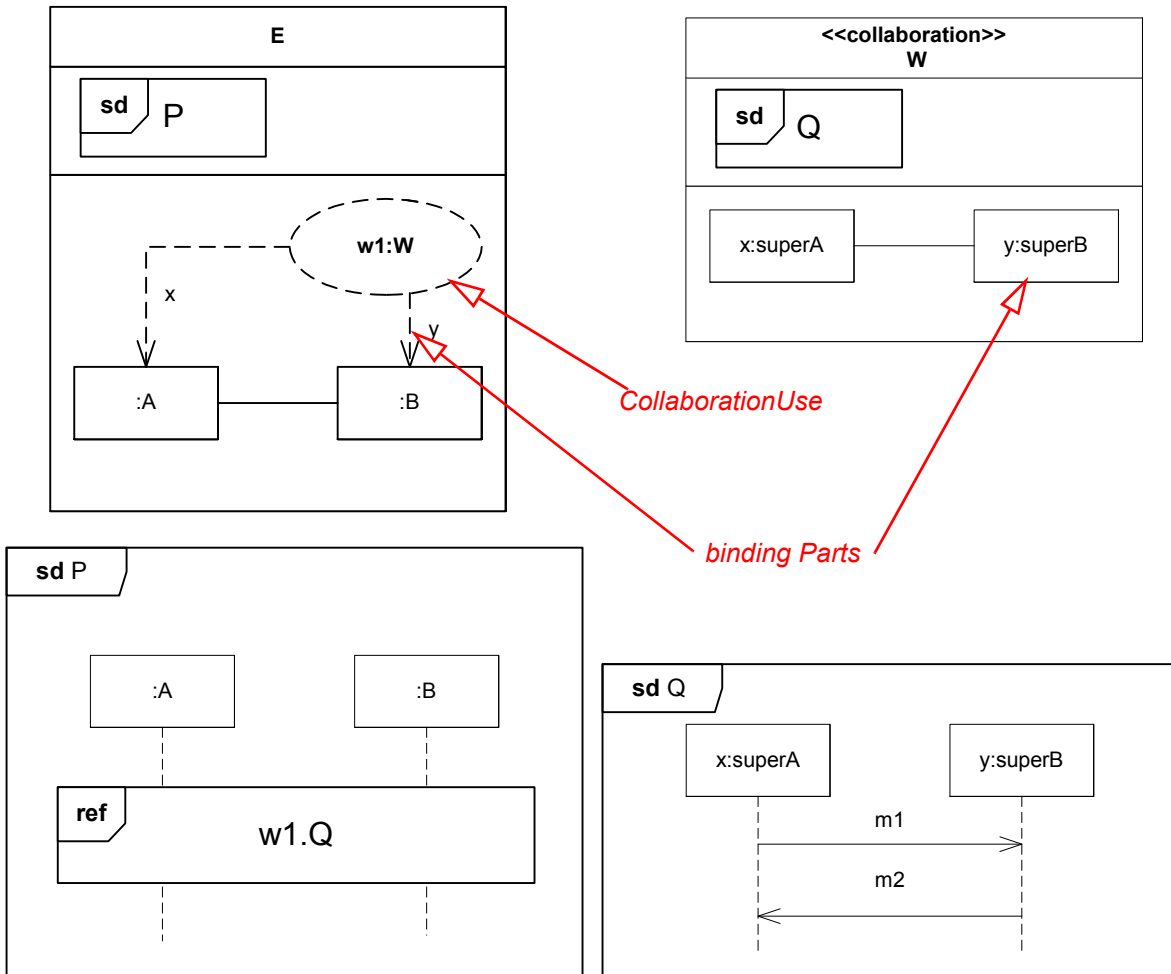 E
sd P
w1:W
x
y
:A
:B
<<collaboration>>
W
sd Q
x:superA
y:superB
CollaborationUse
binding Parts
sd P
:A
:B
ref
w1.Q
sd Q
x:superA
y:superB
m1
m2